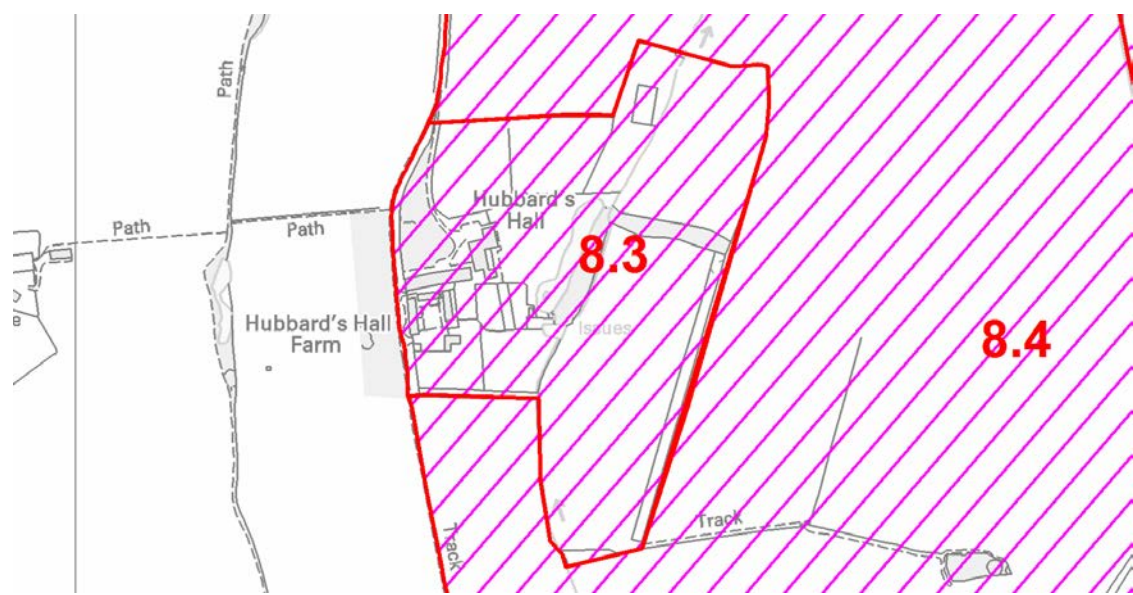 Path
Path
Path
Hubbard's
Hall
8.3
Hubbard's Hall
Farm
Issues
8.4
Track
Track
e